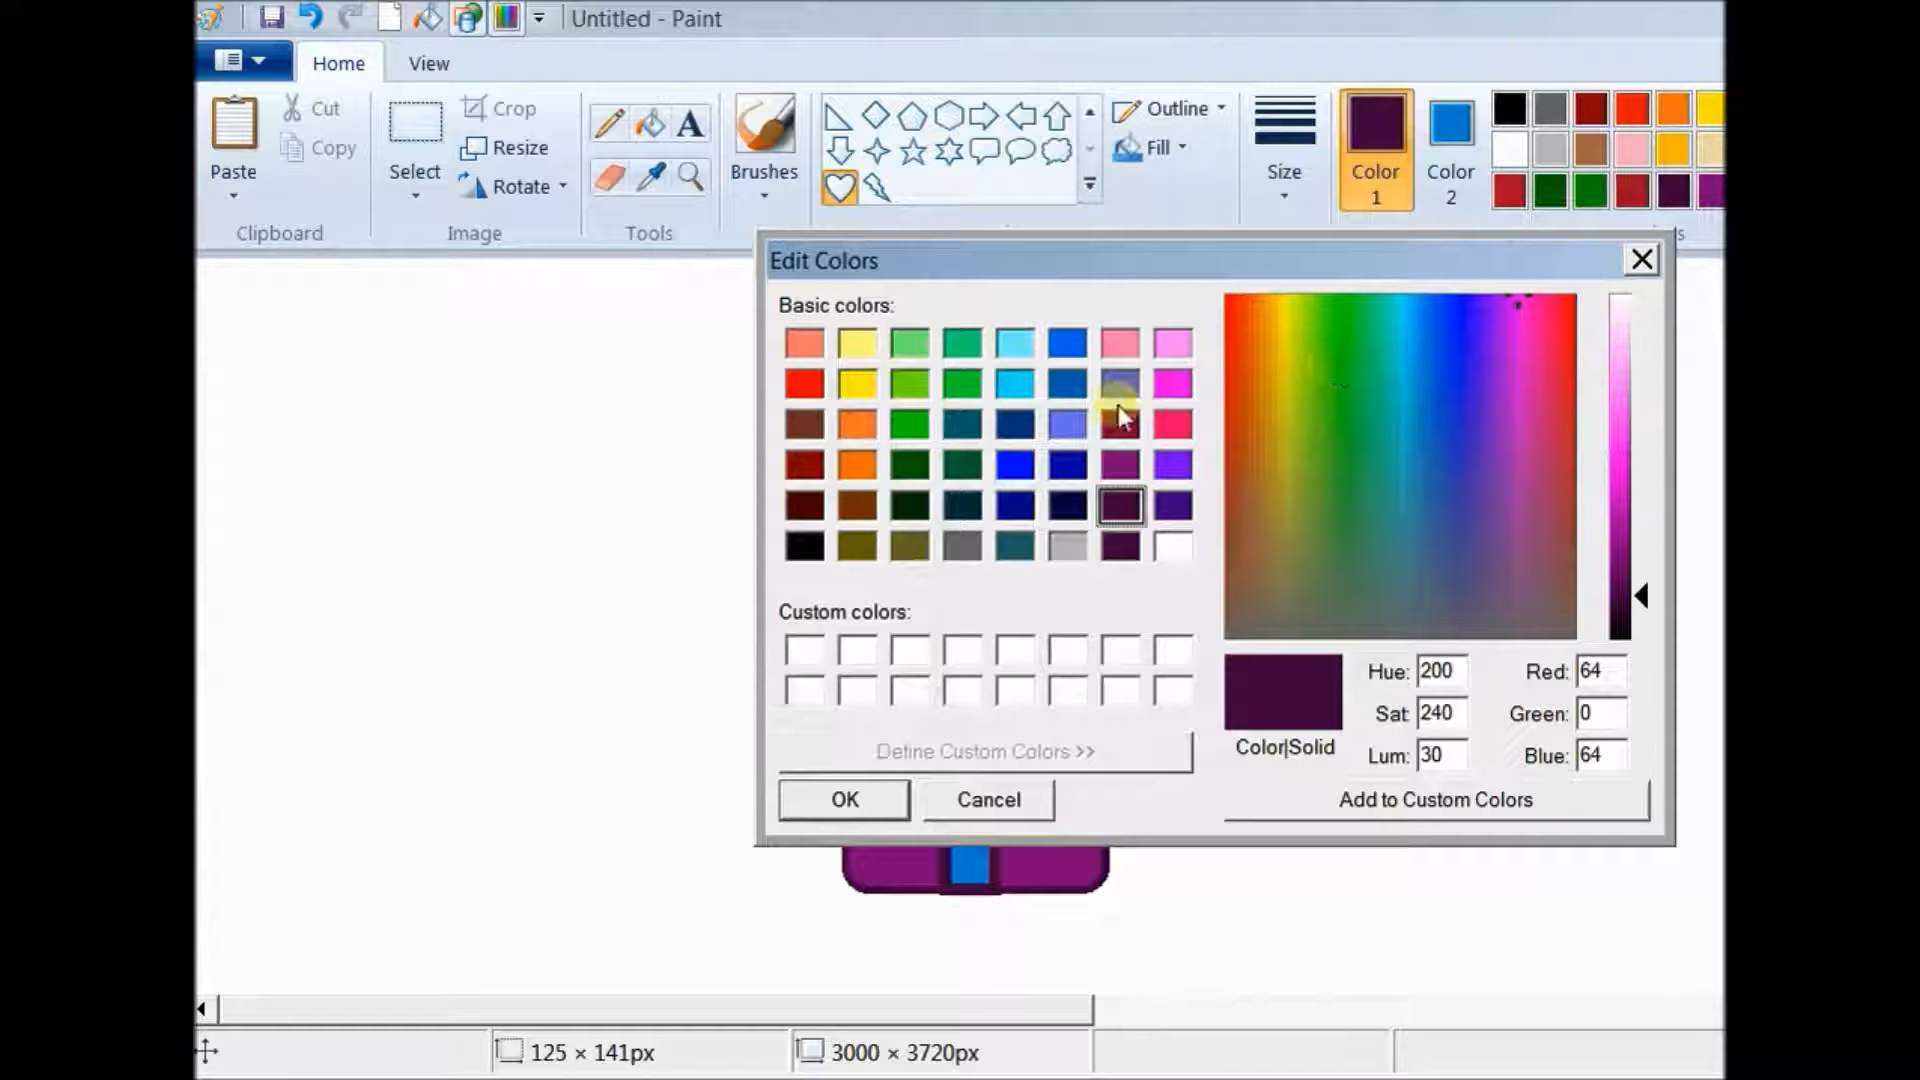 Untitled - Paint
Home View
Cut
Copy
Paste
Clipboard
Crop
Resize
Rotate
Select
Image
A
Tools
Brushes
Outline
Fill
Size
Color 1
Color 2
Edit Colors
Basic colors:
Custom colors:
Define Custom Colors >>
OK Cancel
Color|Solid
Hue: 200 Red: 64
Sat: 240 Green: 0
Lum: 30 Blue: 64
Add to Custom Colors
125 × 141px 3000 × 3720px